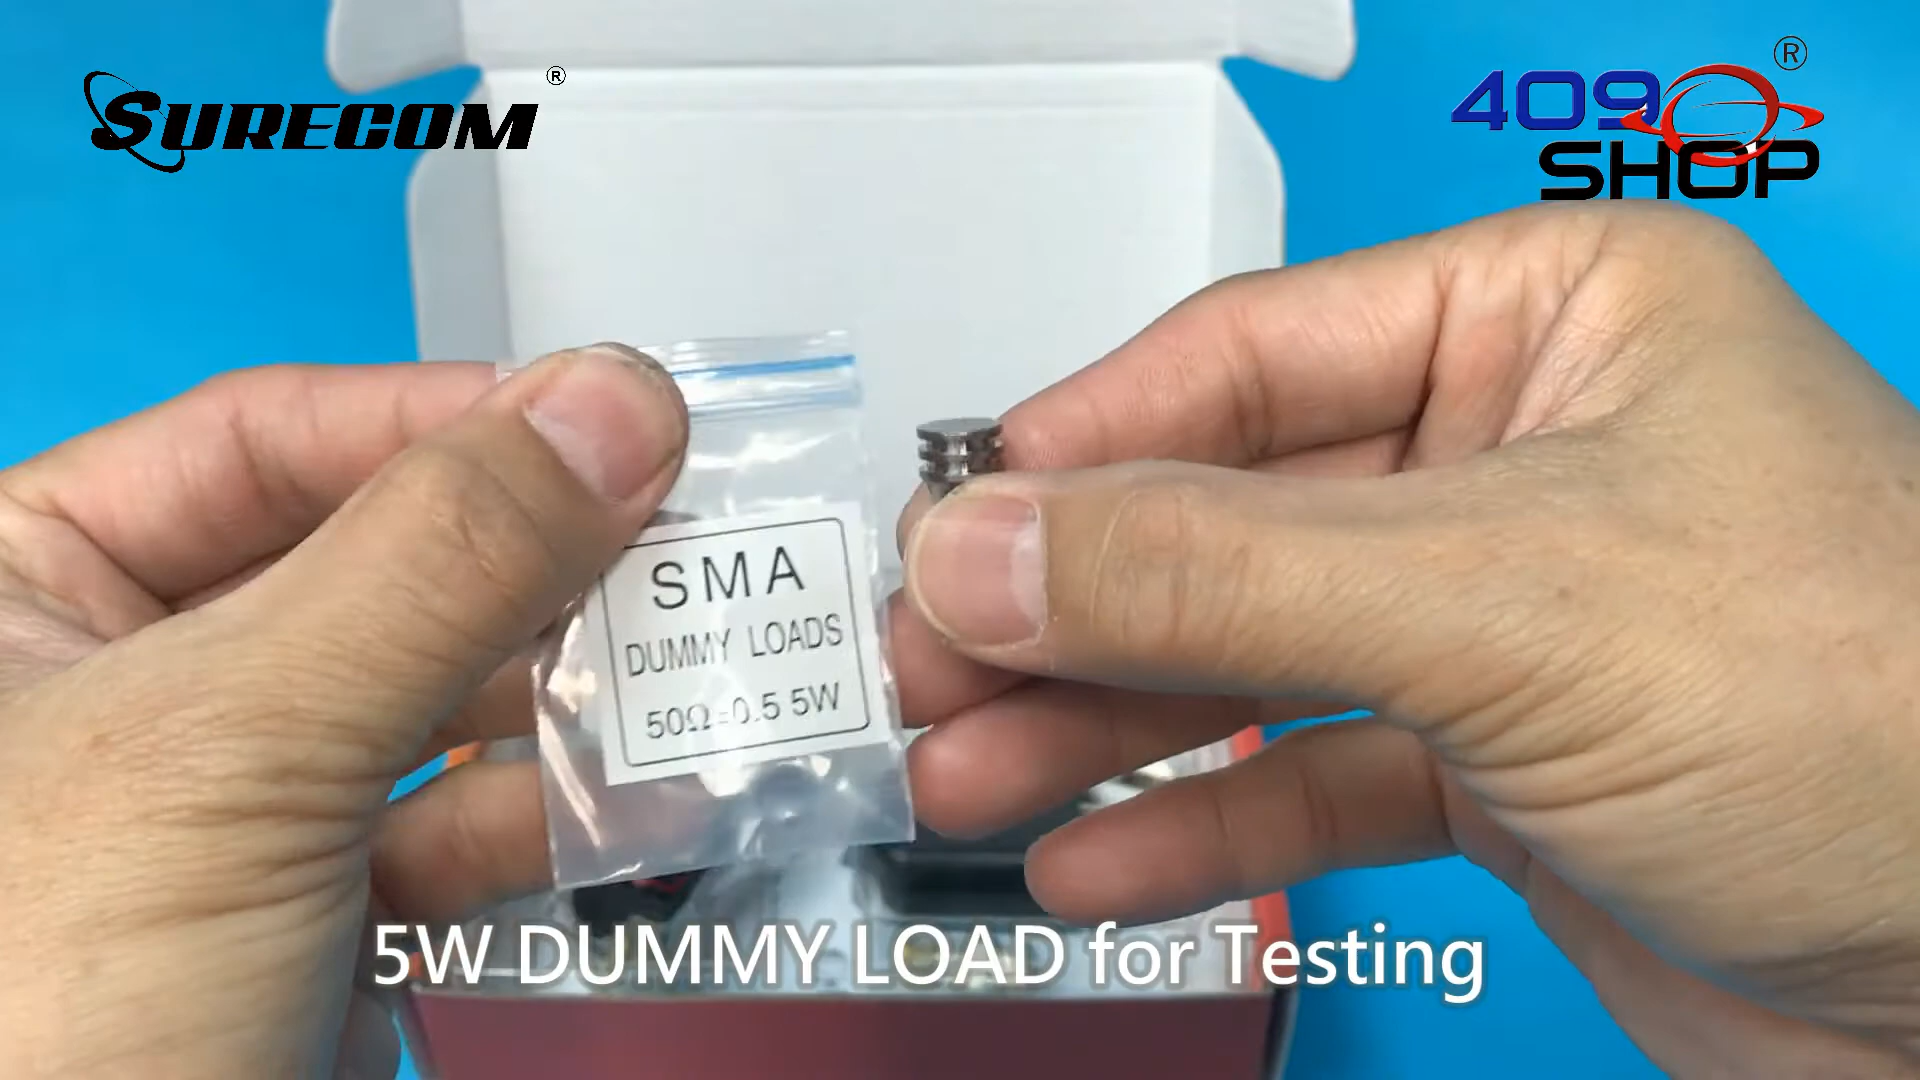 SURECOM ®
409 ®
SHOP
SMA
DUMMY LOADS
50Ω=0.5 5W
5W DUMMY LOAD for Testing